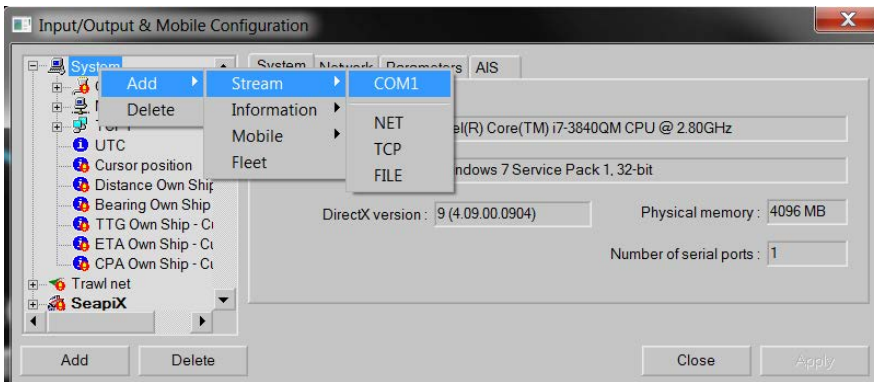 Input/Output & Mobile Configuration
System
Add
Delete
Stream
Information
Mobile
Fleet
COM1
NET
TCP
FILE
UTC
Cursor position
Distance Own Ship
Bearing Own Ship
TTG Own Ship - Cu
ETA Own Ship - Cu
CPA Own Ship - Cu
Trawl net
SeapiX
System Network Parameters AIS
el(R) Core(TM) i7-3840QM CPU @ 2.80GHz
ndows 7 Service Pack 1, 32-bit
DirectX version : 9 (4.09.00.0904) Physical memory : 4096 MB
Number of serial ports : 1
Add Delete Close Apply